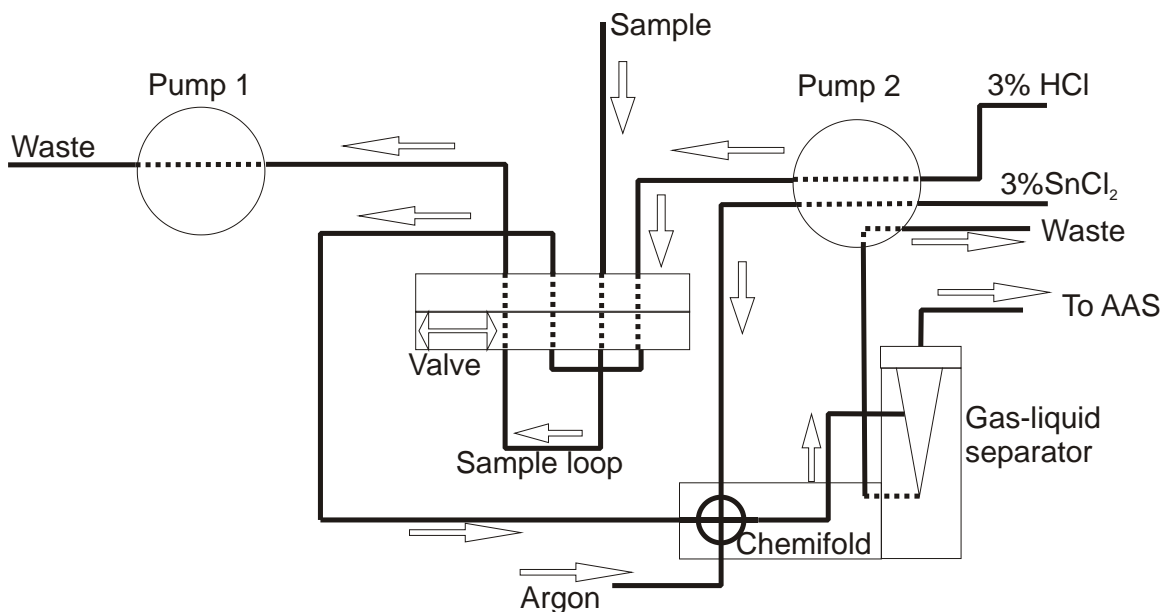 Sample
Pump 1
Pump 2
3% HCl
Waste
3%SnCl₂
Waste
To AAS
Valve
Gas-liquid
separator
Sample loop
Chemifold
Argon